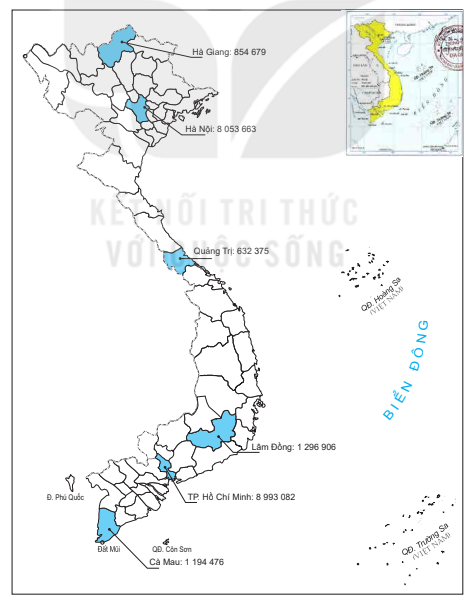 Hà Giang: 854 679
Hà Nội: 8 053 663
KẾT NỐI TRI THỨC
VỚI CUỘC SỐNG
Quảng Trị: 632 375
QĐ. Hoàng Sa
(VIỆT NAM)
BIỂN ĐÔNG
Lâm Đồng: 1 296 906
TP. Hồ Chí Minh: 8 993 082
Đ. Phú Quốc
Đất Mũi
QĐ. Côn Sơn
Cà Mau: 1 194 476
QĐ. Trường Sa
(VIỆT NAM)